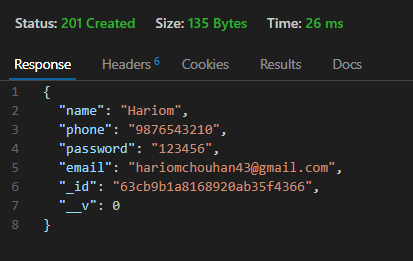 Status: 201 Created Size: 135 Bytes Time: 26 ms
Response Headers 6 Cookies Results Docs
1 {
2 "name": "Hariom",
3 "phone": "9876543210",
4 "password": "123456",
5 "email": "hariomchouhan43@gmail.com",
6 "_id": "63cb9b1a8168920ab35f4366",
7 "__v": 0
8 }